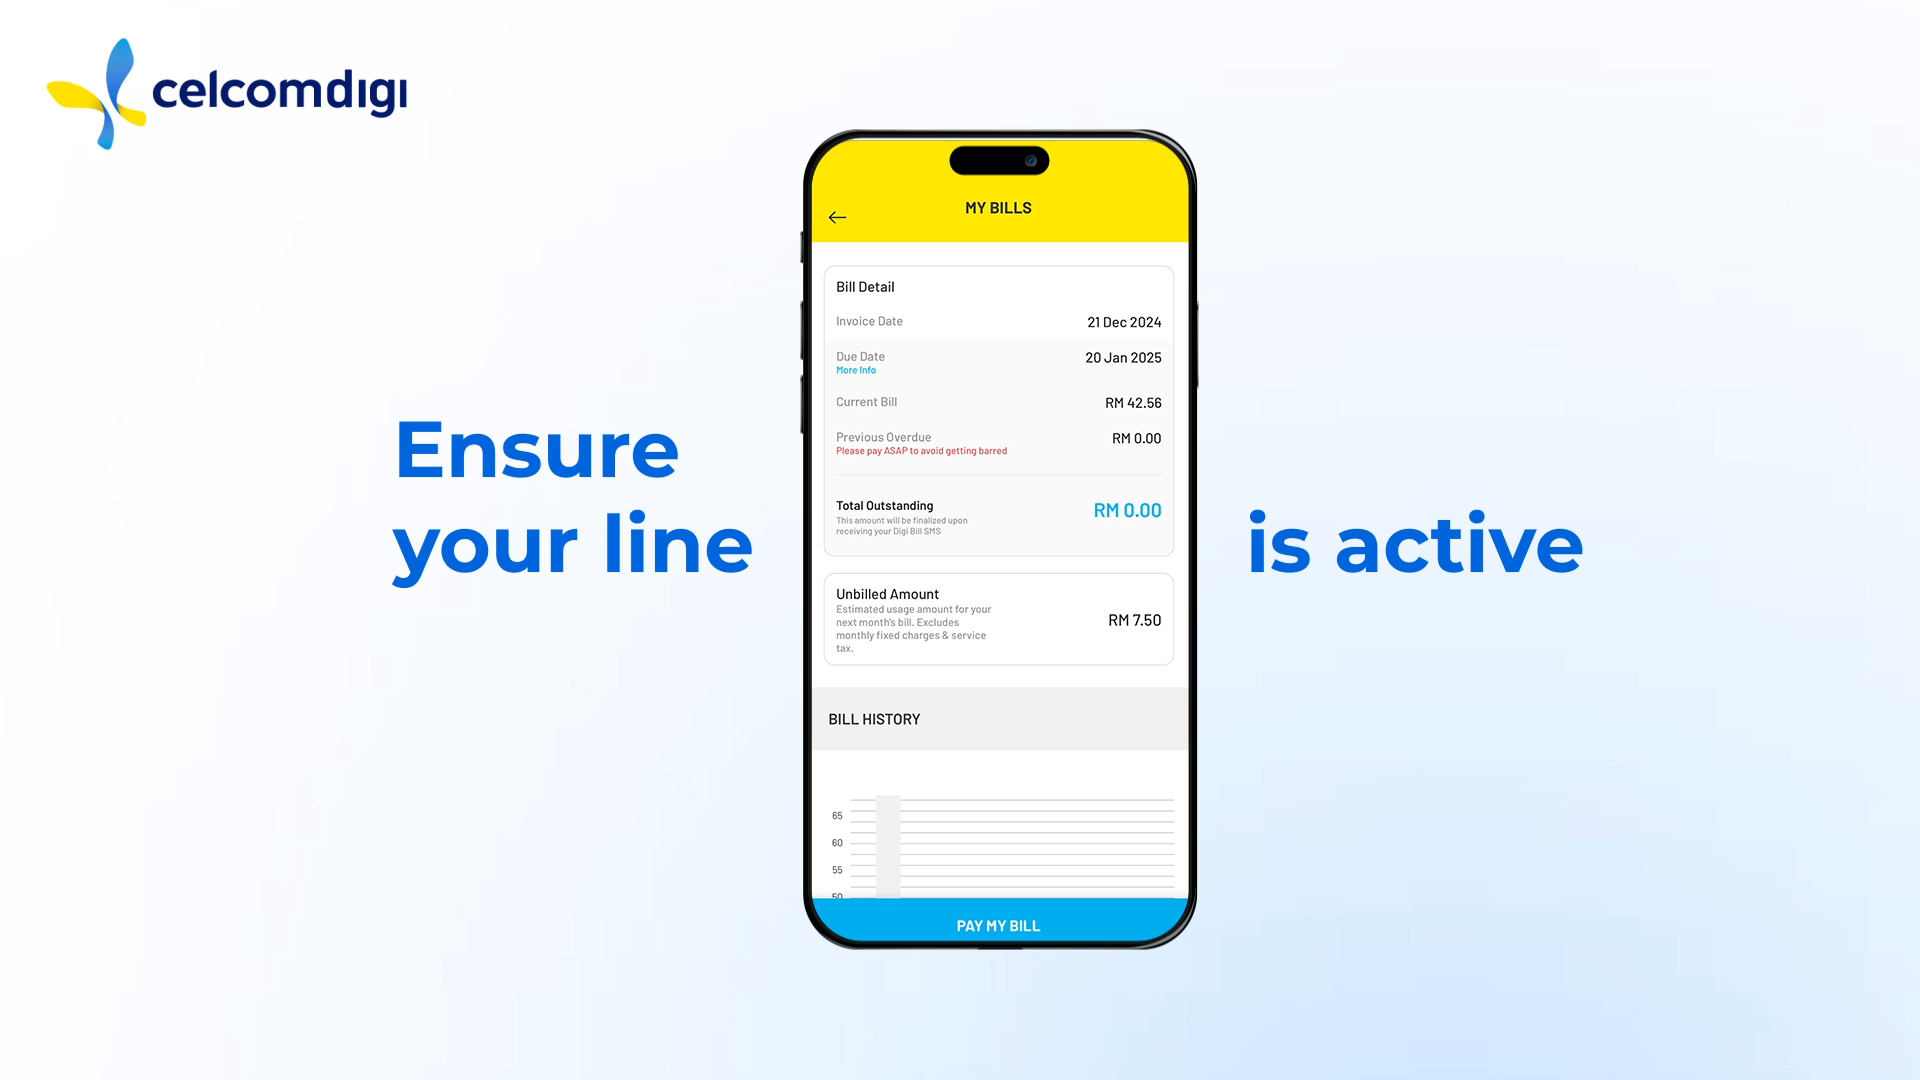 celcomdigi
Ensure
your line
is active
MY BILLS
Bill Detail
Invoice Date 21 Dec 2024
Due Date 20 Jan 2025
More Info
Current Bill RM 42.56
Previous Overdue RM 0.00
Please pay ASAP to avoid getting barred
Total Outstanding RM 0.00
This amount will be finalized upon
receiving your Digi Bill SMS
Unbilled Amount
Estimated usage amount for your
next month's bill. Excludes
monthly fixed charges & service
tax.
RM 7.50
BILL HISTORY
65
60
55
50
PAY MY BILL